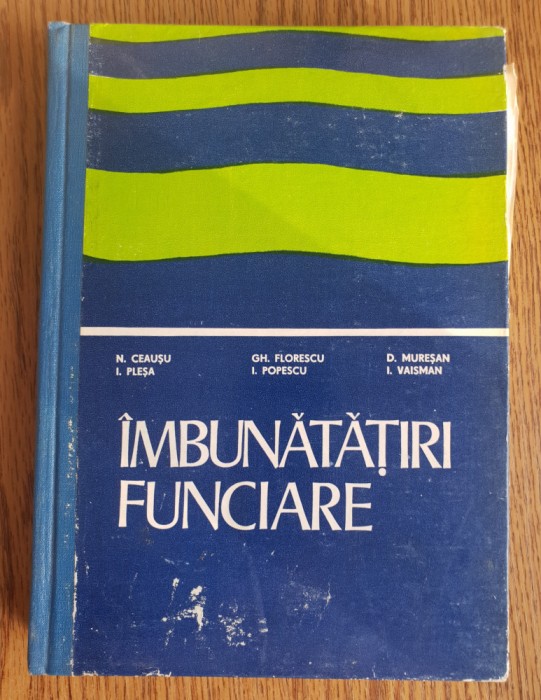 N. CEAUȘU GH. FLORESCU D. MUREȘAN
I. PLEȘA I. POPESCU I. VAISMAN
ÎMBUNĂTĂȚIRI
FUNCIARE